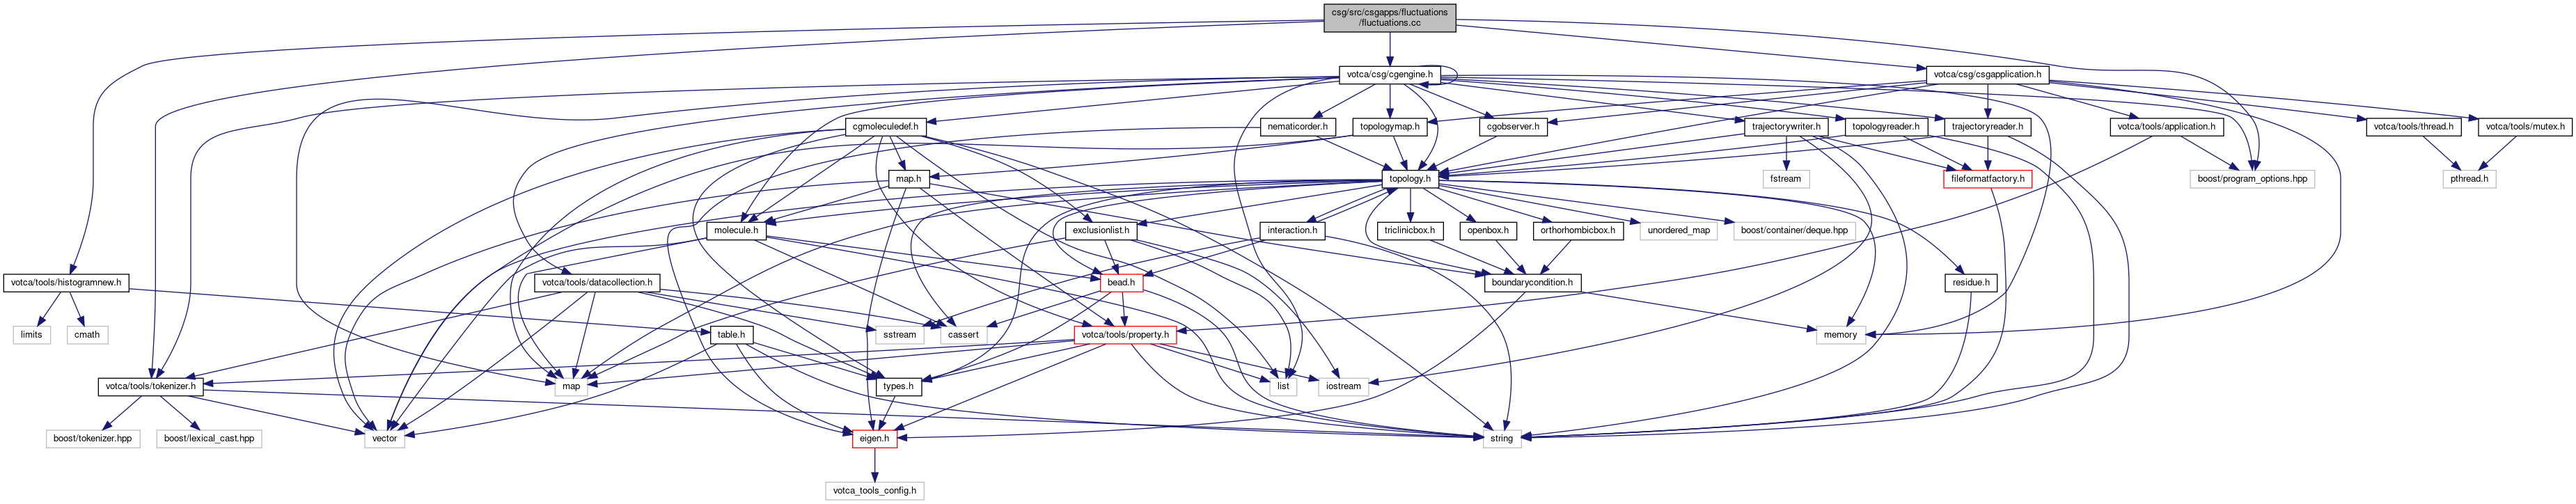 csg/src/csgapps/fluctuations
/fluctuations.cc
votca/csg/cgengine.h
votca/csg/csgapplication.h
cgmoleculedef.h
nematicorder.h
topologymap.h
cgobserver.h
trajectorywriter.h
topologyreader.h
trajectoryreader.h
votca/tools/application.h
votca/tools/thread.h
votca/tools/mutex.h
map.h
topology.h
fstream
fileformatfactory.h
boost/program_options.hpp
pthread.h
molecule.h
exclusionlist.h
interaction.h
triclinicbox.h
openbox.h
orthorhombicbox.h
unordered_map
boost/container/deque.hpp
votca/tools/histogramnew.h
votca/tools/datacollection.h
bead.h
boundarycondition.h
residue.h
limits
cmath
table.h
sstream
cassert
votca/tools/property.h
memory
votca/tools/tokenizer.h
map
types.h
list
iostream
boost/tokenizer.hpp
boost/lexical_cast.hpp
vector
eigen.h
string
votca_tools_config.h